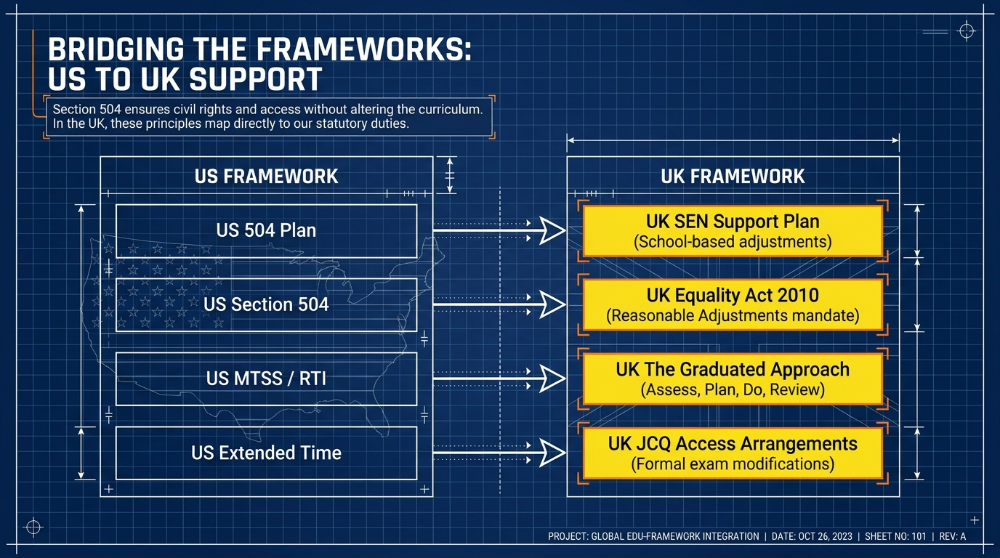 BRIDGING THE FRAMEWORKS:
US TO UK SUPPORT
Section 504 ensures civil rights and access without altering the curriculum.
In the UK, these principles map directly to our statutory duties.
US FRAMEWORK
US 504 Plan
US Section 504
US MTSS / RTI
US Extended Time
UK FRAMEWORK
UK SEN Support Plan
(School-based adjustments)
UK Equality Act 2010
(Reasonable Adjustments mandate)
UK The Graduated Approach
(Assess, Plan, Do, Review)
UK JCQ Access Arrangements
(Formal exam modifications)
PROJECT: GLOBAL EDU-FRAMEWORK INTEGRATION | DATE: OCT 26, 2023 | SHEET NO: 101 | REV: A